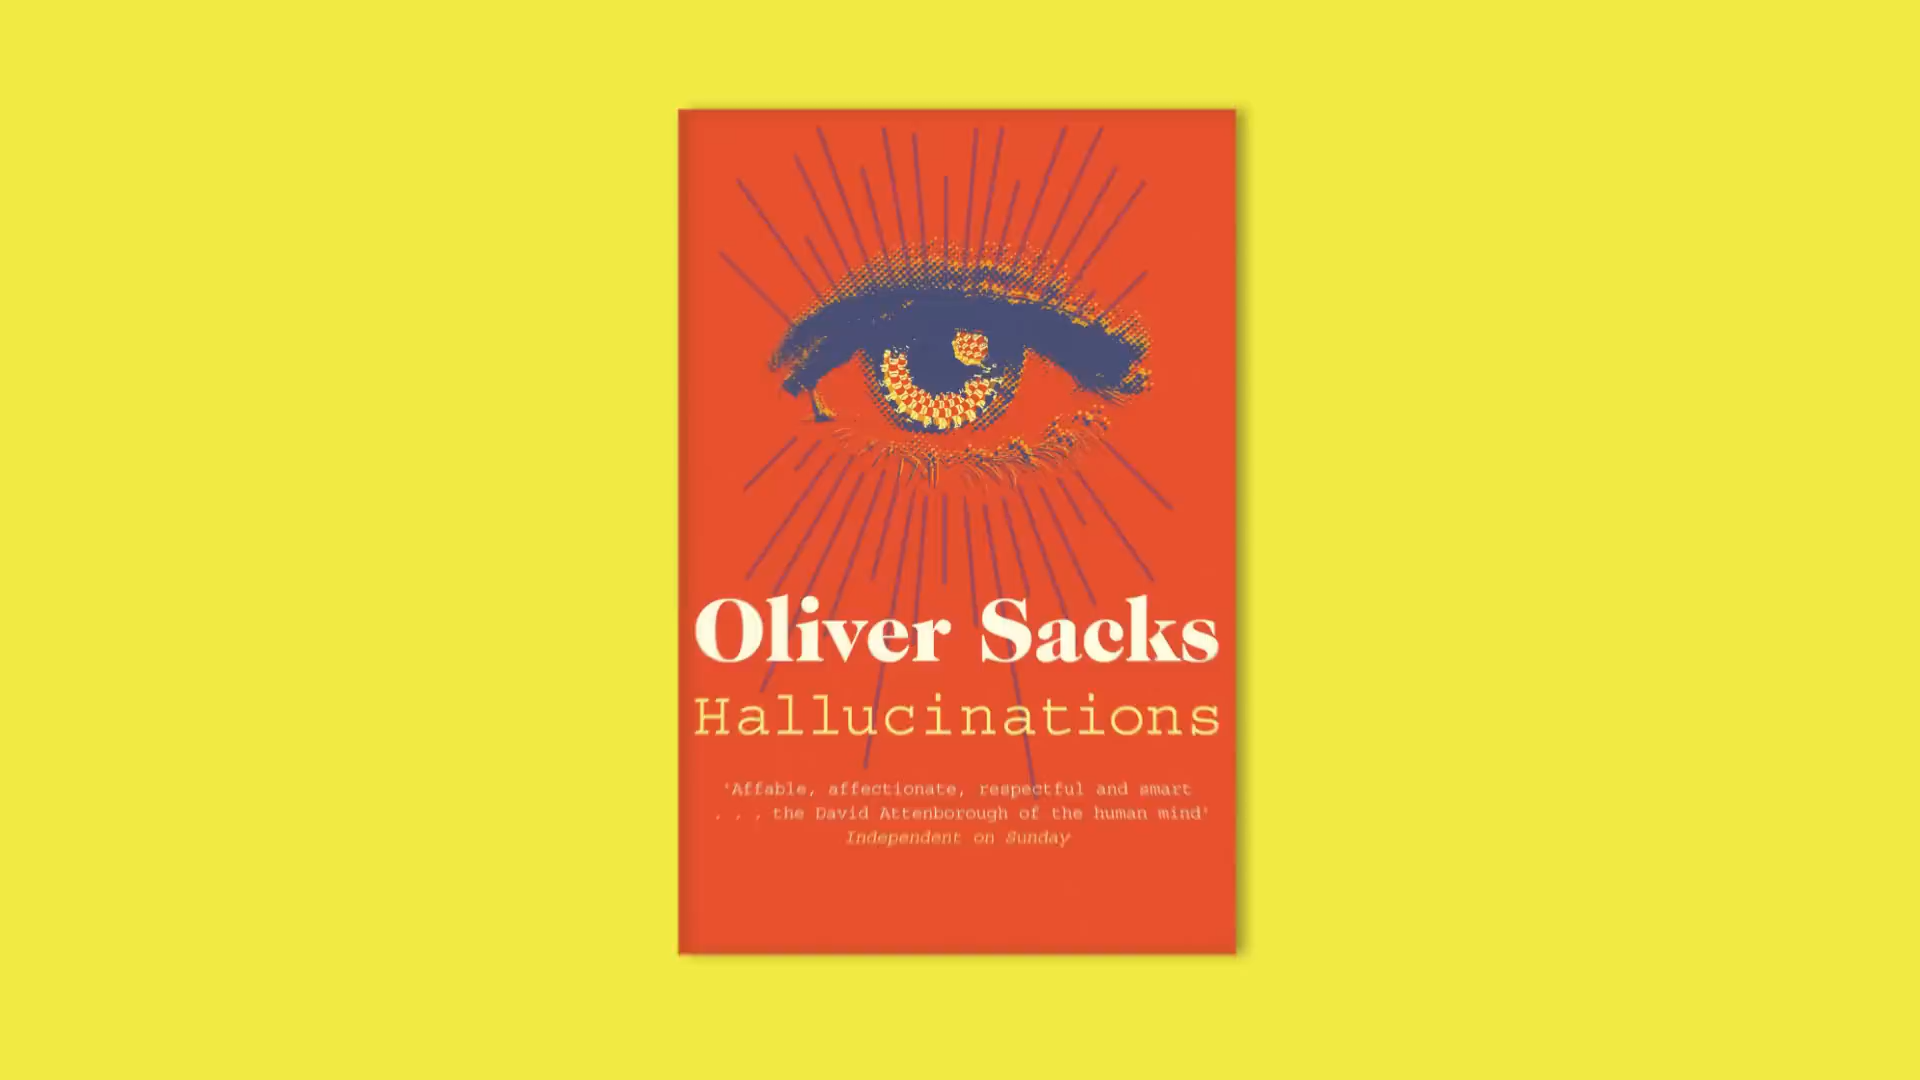 Oliver Sacks
Hallucinations
'Affable, affectionate, respectful and smart
. . . the David Attenborough of the human mind'
Independent on Sunday